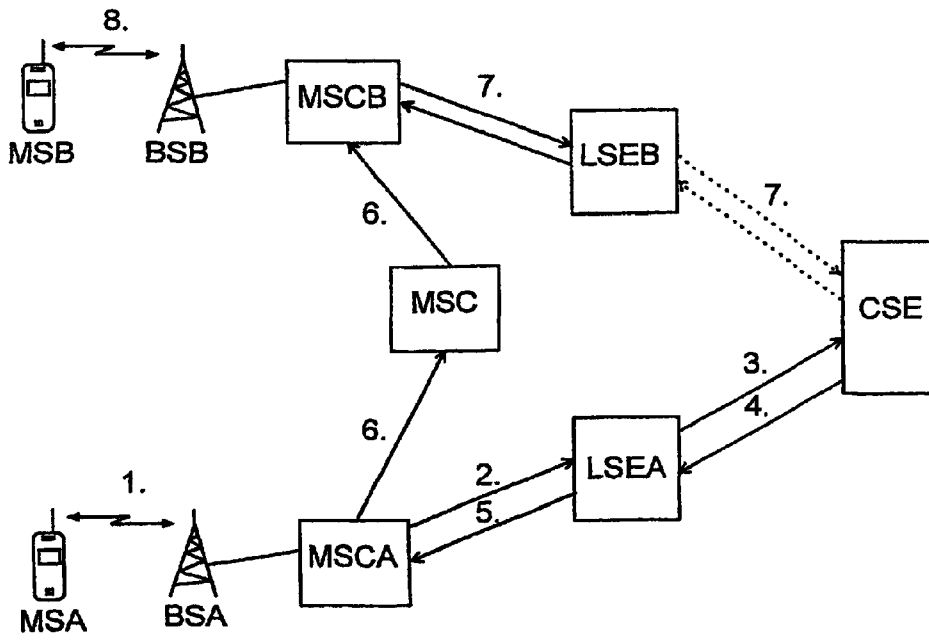 8.
MSB
BSB
MSCB
7.
LSEB
7.
6.
MSC
CSE
3.
4.
6.
LSEA
2.
5.
1.
MSA
BSA
MSCA